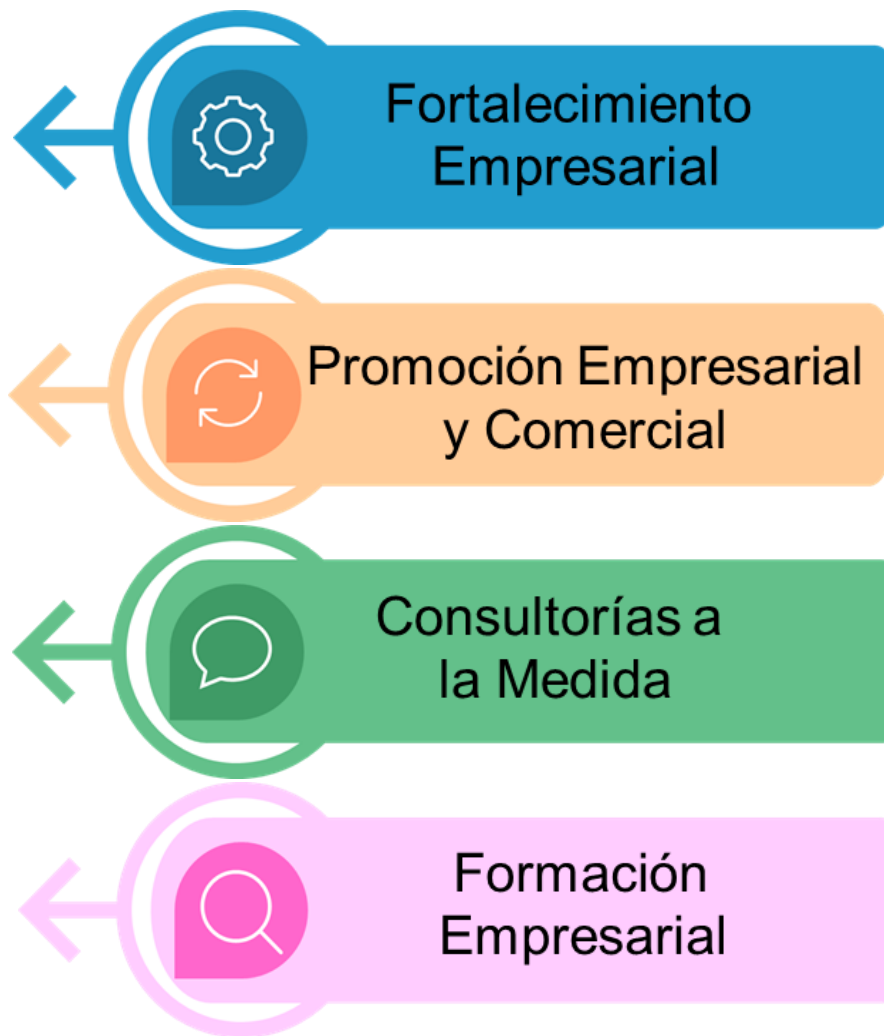 Fortalecimiento
Empresarial
Promoción Empresarial
y Comercial
Consultorías a
la Medida
Formación
Empresarial